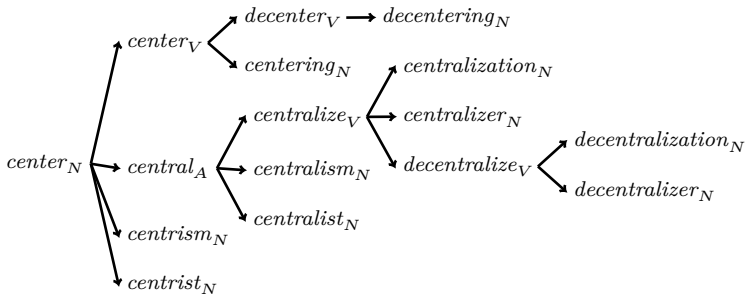 decenter_V decentering_N
center_V
centering_N
centralization_N
centralize_V centralizer_N
decentralization_N
center_N central_A centralism_N decentralize_V
decentralizer_N
centralist_N
centrism_N
centrist_N